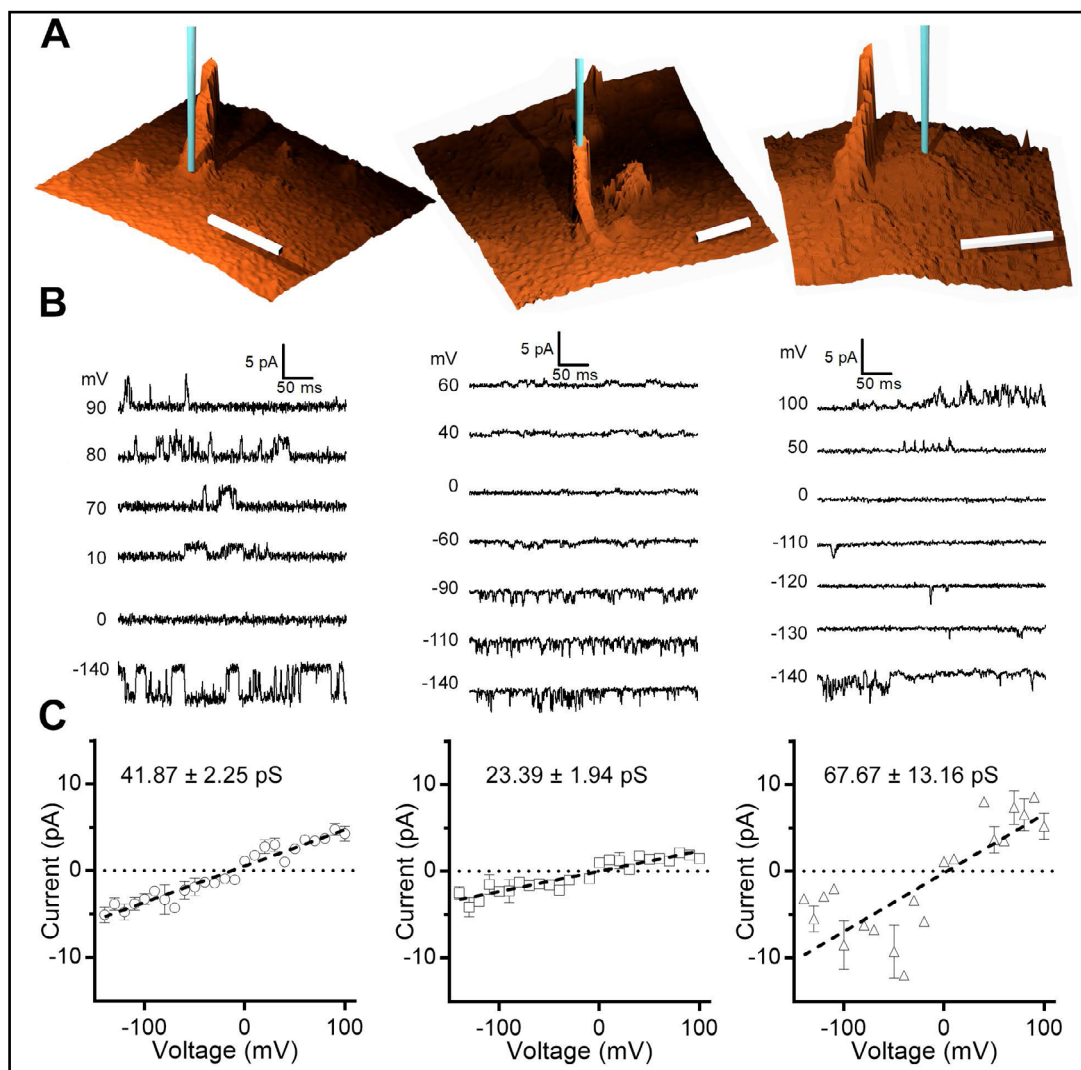 A
B
5 pA
50 ms
mV
90
80
70
10
0
-140
5 pA
50 ms
60
40
0
-60
-90
-110
-140
5 pA
50 ms
mV
100
50
0
-110
-120
-130
-140
C
41.87 ± 2.25 pS
Current (pA)
10
0
-10
-100 0 100
Voltage (mV)
23.39 ± 1.94 pS
Current (pA)
10
0
-10
-100 0 100
Voltage (mV)
67.67 ± 13.16 pS
Current (pA)
10
0
-10
-100 0 100
Voltage (mV)